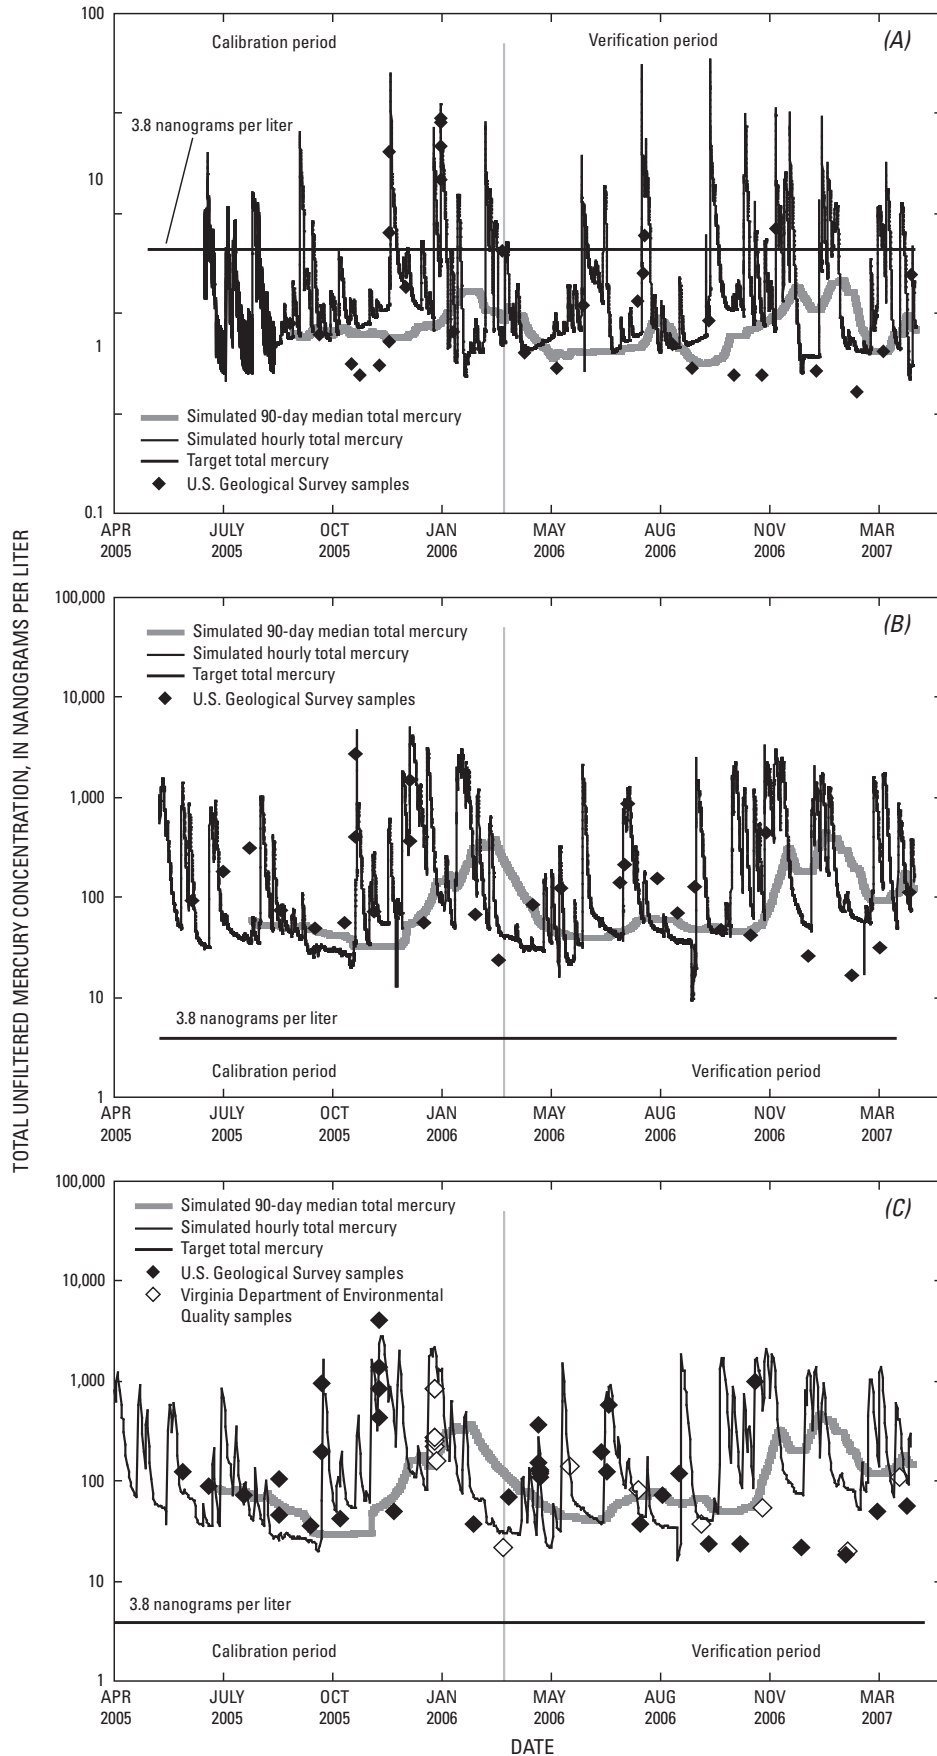 TOTAL UNFILTERED MERCURY CONCENTRATION, IN NANOGRAMS PER LITER
100
10
1
0.1
Calibration period
Verification period
(A)
3.8 nanograms per liter
Simulated 90-day median total mercury
Simulated hourly total mercury
Target total mercury
U.S. Geological Survey samples
APR
2005
JULY
2005
OCT
2005
JAN
2006
MAY
2006
AUG
2006
NOV
2006
MAR
2007
100,000
10,000
1,000
100
10
1
(B)
Simulated 90-day median total mercury
Simulated hourly total mercury
Target total mercury
U.S. Geological Survey samples
3.8 nanograms per liter
Calibration period
Verification period
APR
2005
JULY
2005
OCT
2005
JAN
2006
MAY
2006
AUG
2006
NOV
2006
MAR
2007
100,000
10,000
1,000
100
10
1
(C)
Simulated 90-day median total mercury
Simulated hourly total mercury
Target total mercury
U.S. Geological Survey samples
Virginia Department of Environmental
Quality samples
3.8 nanograms per liter
Calibration period
Verification period
APR
2005
JULY
2005
OCT
2005
JAN
2006
MAY
2006
AUG
2006
NOV
2006
MAR
2007
DATE